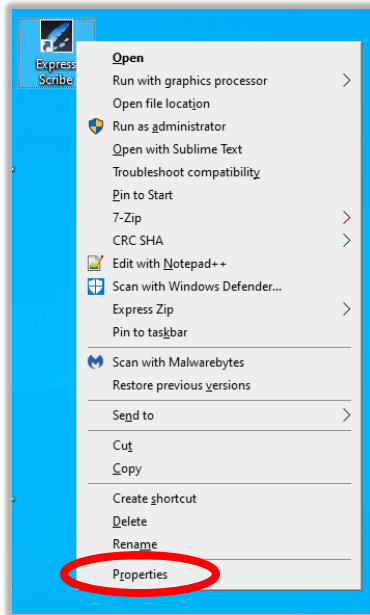 Express
Scribe
Open
Run with graphics processor
Open file location
Run as administrator
Open with Sublime Text
Troubleshoot compatibility
Pin to Start
7-Zip
CRC SHA
Edit with Notepad++
Scan with Windows Defender...
Express Zip
Pin to taskbar
Scan with Malwarebytes
Restore previous versions
Send to
Cut
Copy
Create shortcut
Delete
Rename
Properties